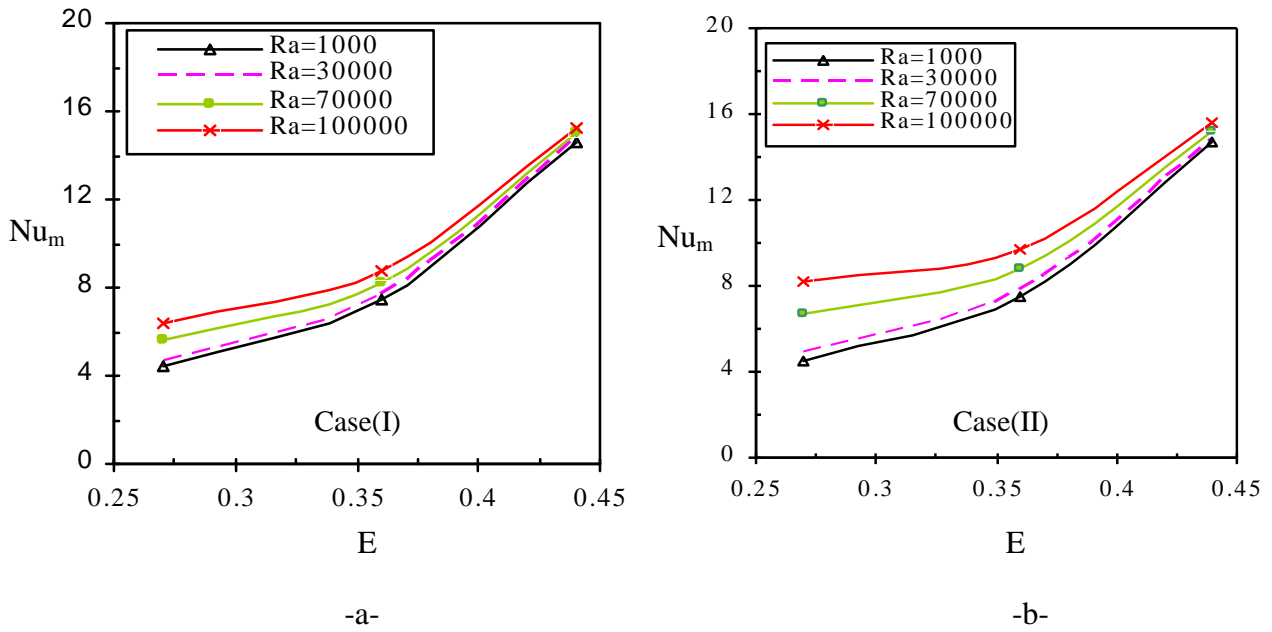 20
16
12
8
4
0
Nuₘ
Ra=1000
Ra=30000
Ra=70000
Ra=100000
Case(I)
0.25
0.3
0.35
0.4
0.45
E
-a-
20
16
12
8
4
0
Nuₘ
Ra=1000
Ra=30000
Ra=70000
Ra=100000
Case(II)
0.25
0.3
0.35
0.4
0.45
E
-b-